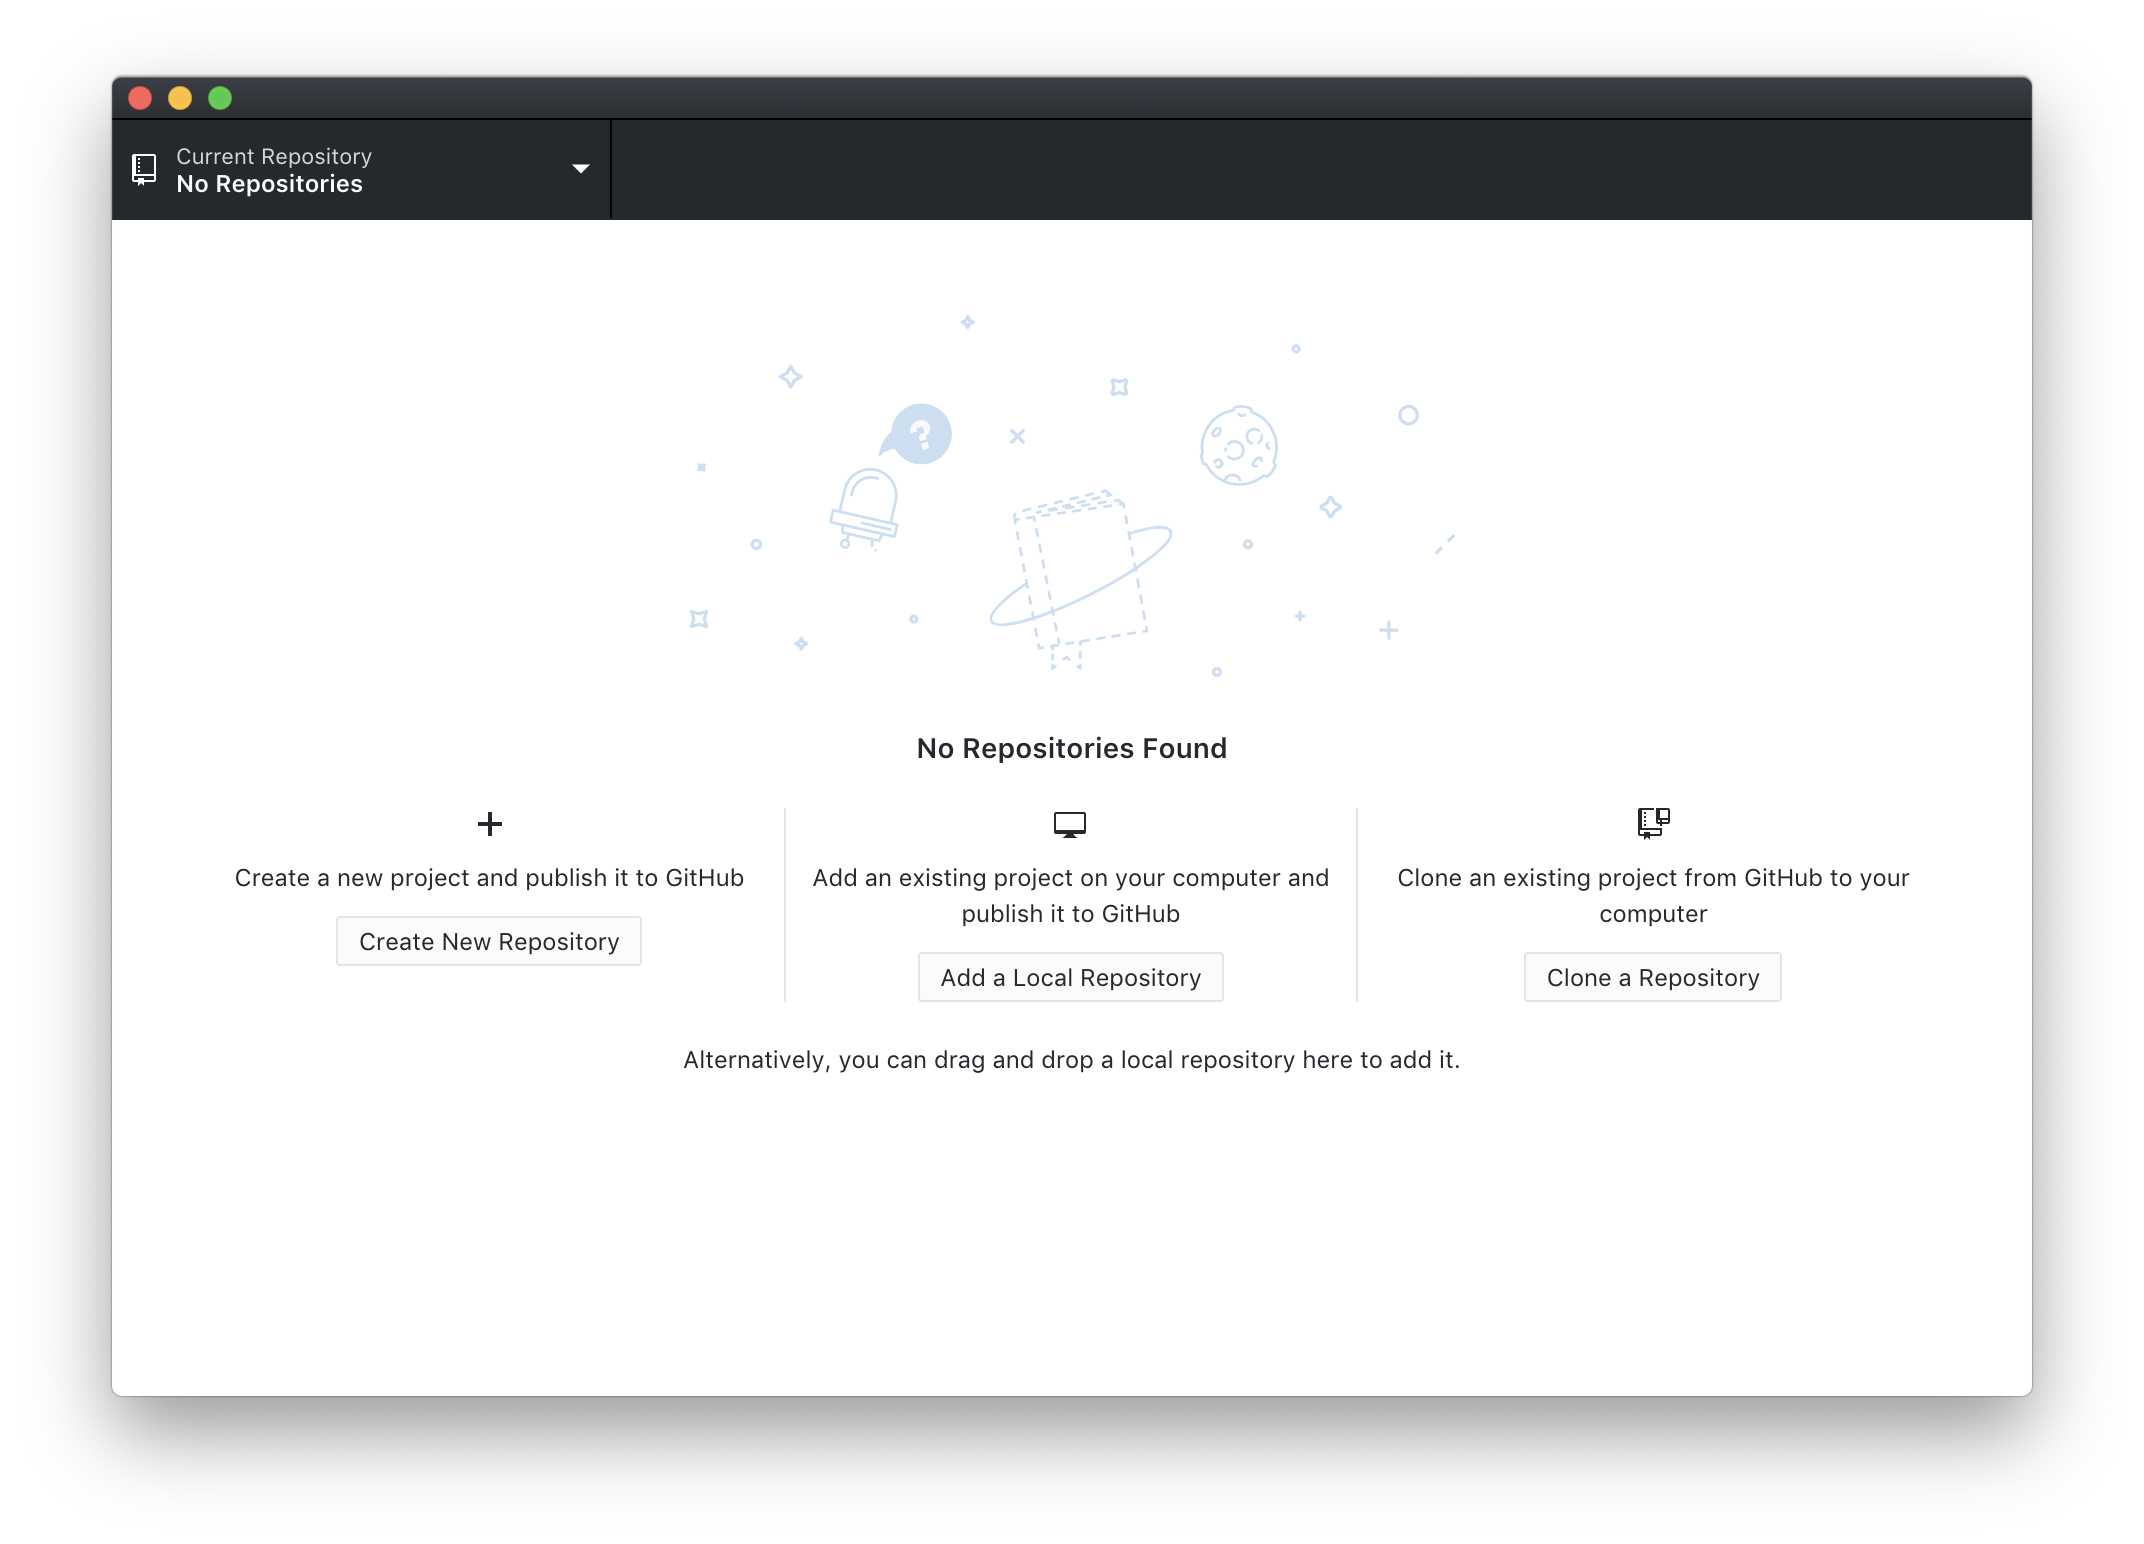 Current Repository
No Repositories
?
No Repositories Found
Create a new project and publish it to GitHub
Create New Repository
Add an existing project on your computer and
publish it to GitHub
Add a Local Repository
Clone an existing project from GitHub to your
computer
Clone a Repository
Alternatively, you can drag and drop a local repository here to add it.